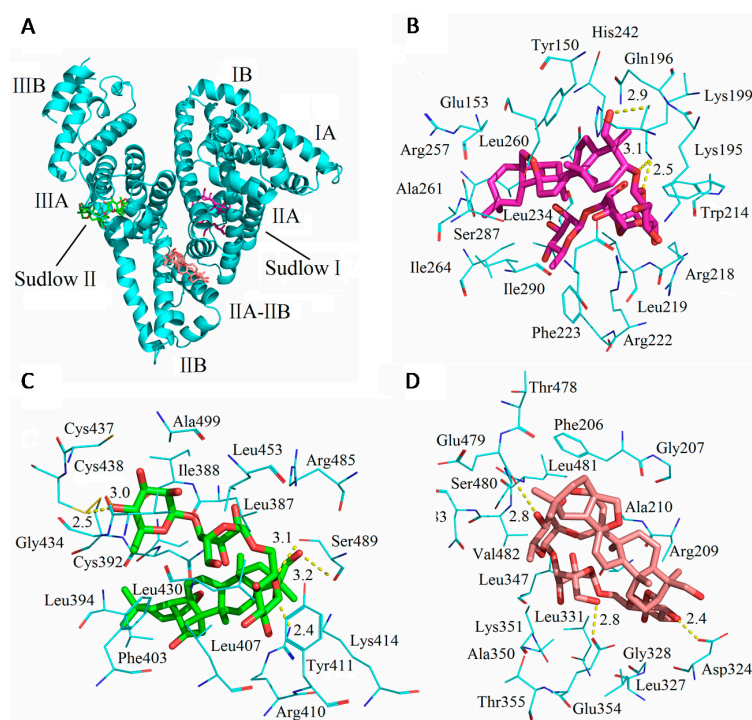 A
IIIB
IB
IA
IIIA
IIA
Sudlow II
Sudlow I
IIA-IIB
IIB
B
His242
Tyr150
Gln196
2.9
Lys199
Glu153
Arg257
Leu260
3.1
Lys195
2.5
Ala261
Leu234
Trp214
Ser287
Ile264
Ile290
Arg218
Leu219
Phe223
Arg222
C
Cys437
Ala499
Cys438
Leu453
Arg485
Ile388
3.0
Leu387
2.5
Gly434
3.1
Ser489
Cys392
3.2
Leu430
Leu394
2.4
Leu407
Lys414
Phe403
Tyr411
Arg410
D
Thr478
Phe206
Glu479
Gly207
Leu481
Ser480
2.8
Ala210
83
Val482
Arg209
Leu347
Leu331
2.4
Lys351
2.8
Ala350
Gly328
Asp324
Leu327
Thr355
Glu354